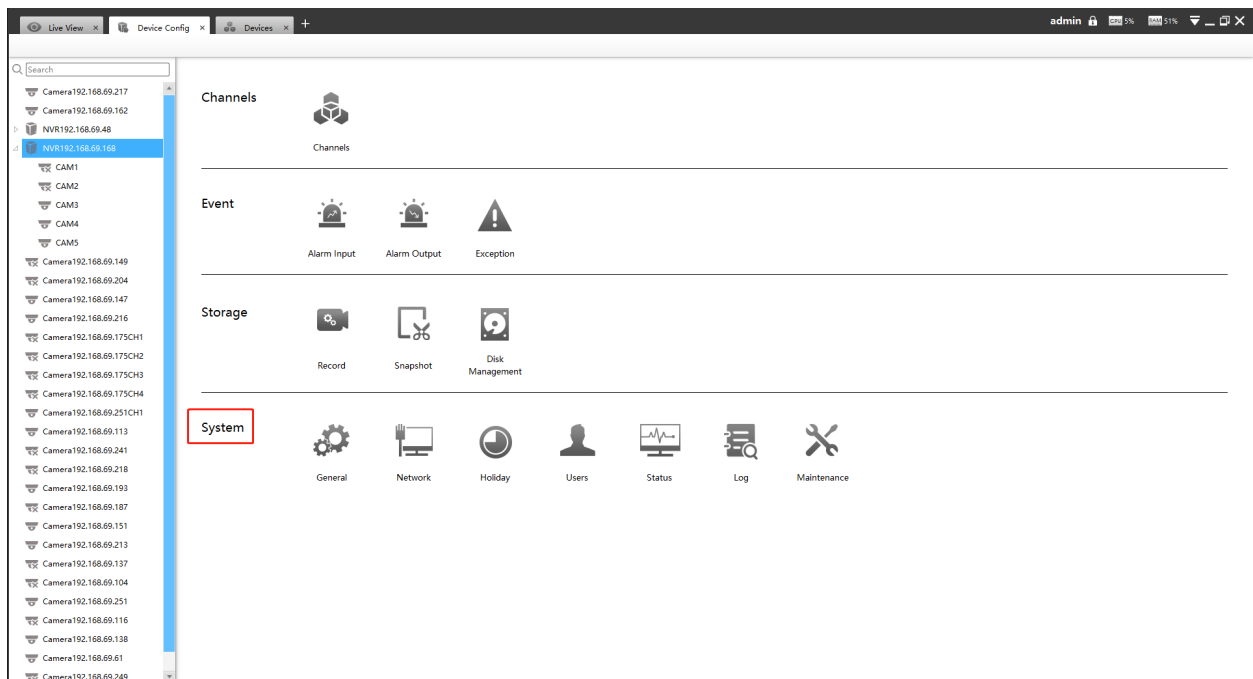 Live View × Device Config × Devices × +
admin CPU 5% RAM 51%
Search
Camera192.168.69.217
Camera192.168.69.162
NVR192.168.69.48
NVR192.168.69.168
CAM1
CAM2
CAM3
CAM4
CAM5
Camera192.168.69.149
Camera192.168.69.204
Camera192.168.69.147
Camera192.168.69.216
Camera192.168.69.175CH1
Camera192.168.69.175CH2
Camera192.168.69.175CH3
Camera192.168.69.175CH4
Camera192.168.69.251CH1
Camera192.168.69.113
Camera192.168.69.241
Camera192.168.69.218
Camera192.168.69.193
Camera192.168.69.187
Camera192.168.69.151
Camera192.168.69.213
Camera192.168.69.137
Camera192.168.69.104
Camera192.168.69.251
Camera192.168.69.116
Camera192.168.69.138
Camera192.168.69.61
Camera192.168.69.249
Channels
Channels
Event
Alarm Input Alarm Output Exception
Storage
Record Snapshot Disk
Management
System
General Network Holiday Users Status Log Maintenance